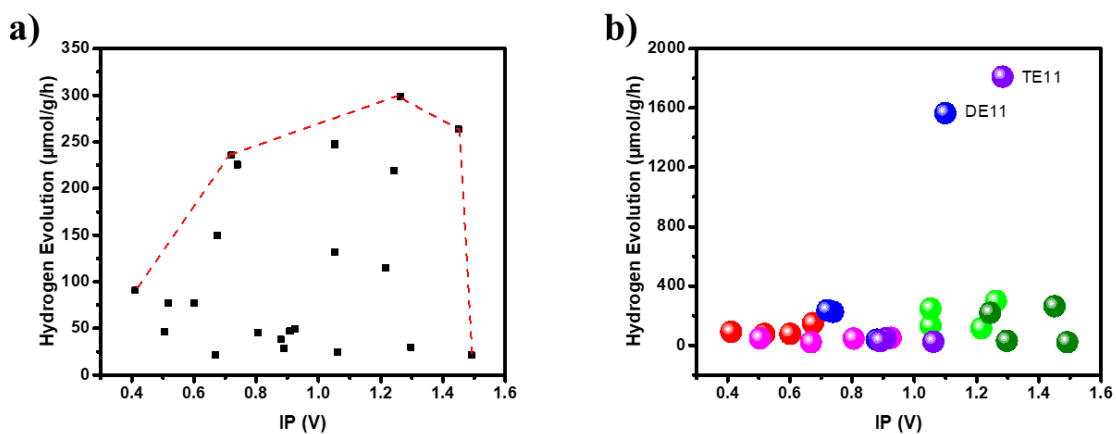 a)
Hydrogen Evolution (µmol/g/h)
350
300
250
200
150
100
50
0
0.4 0.6 0.8 1.0 1.2 1.4 1.6
IP (V)
b)
Hydrogen Evolution (µmol/g/h)
2000
1600
1200
800
400
0
TE11
DE11
0.4 0.6 0.8 1.0 1.2 1.4 1.6
IP (V)